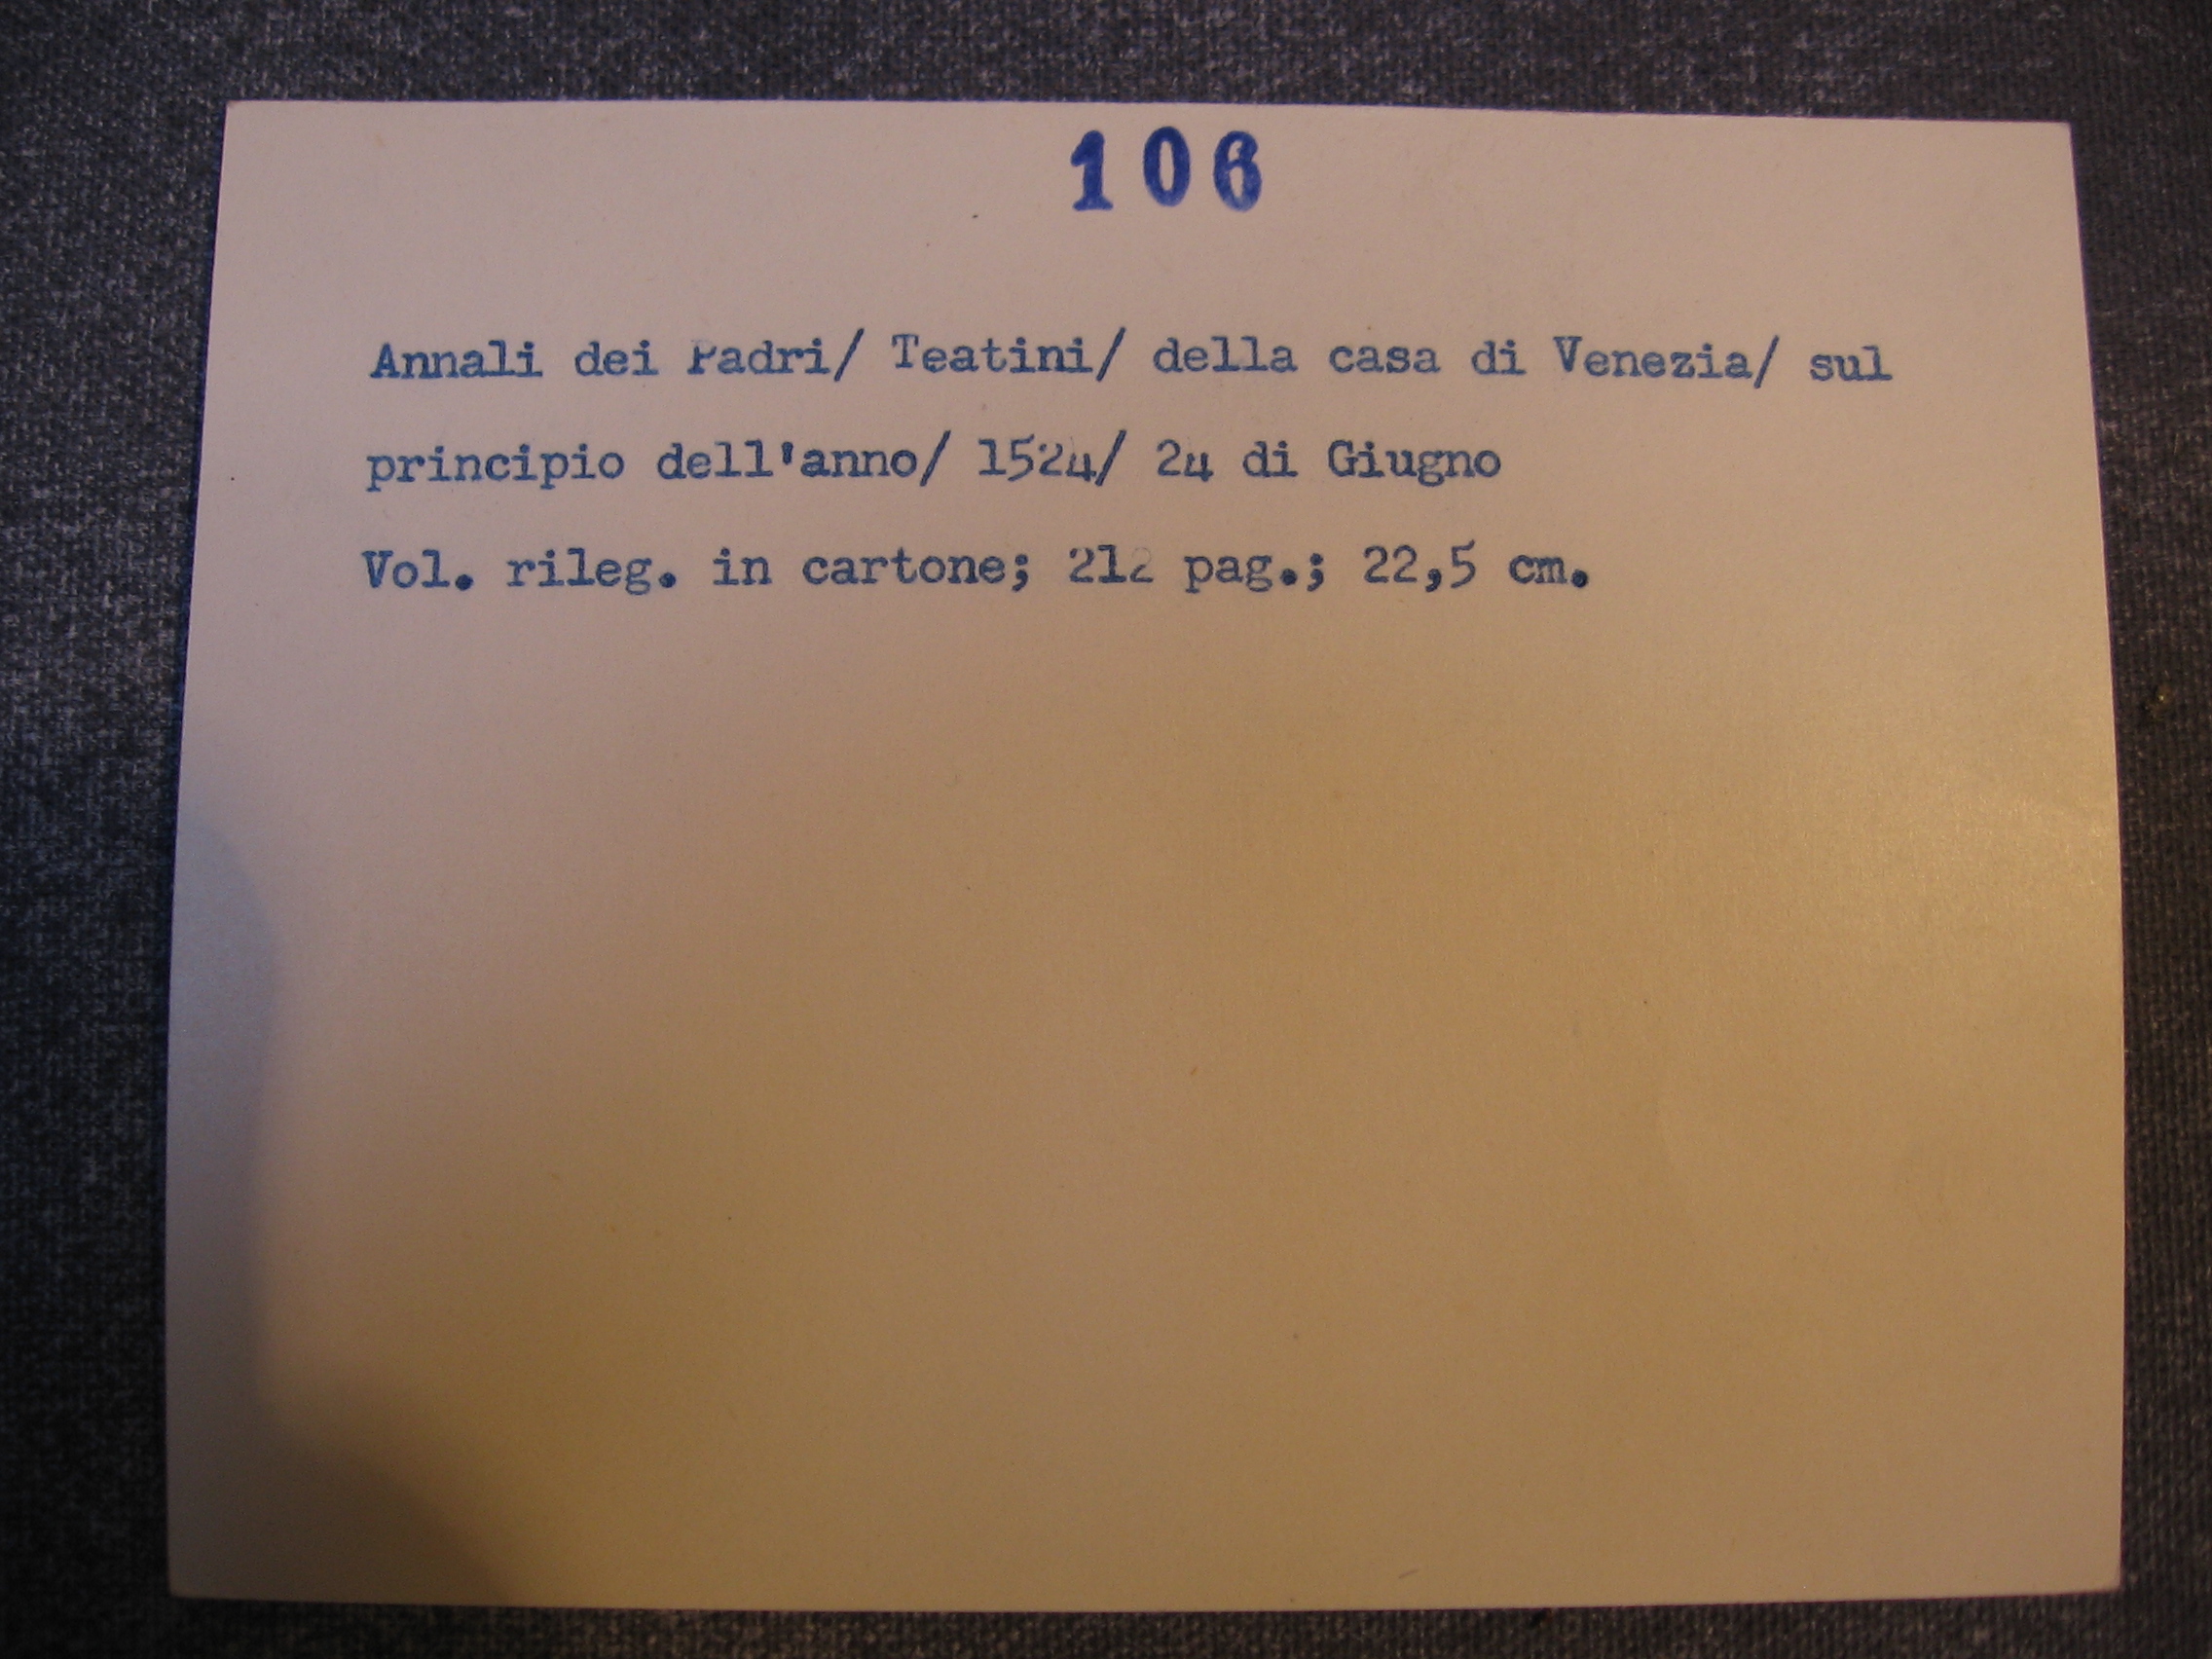 106
Annali dei Padri/ Teatini/ della casa di Venezia/ sul
principio dell'anno/ 1524/ 24 di Giugno
Vol. rileg. in cartone; 212 pag.; 22,5 cm.